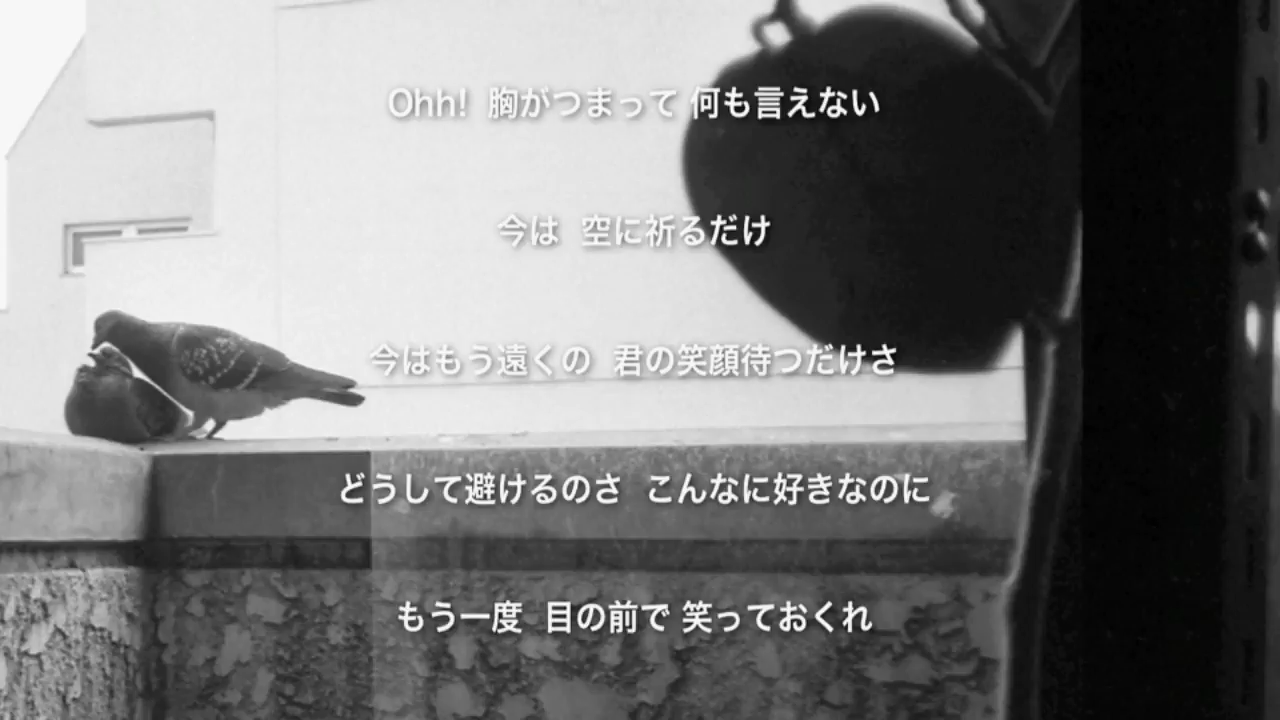 Ohh! 胸がつまって 何も言えない
今は 空に祈るだけ
今はもう遠くの 君の笑顔待つだけさ
どうして避けるのさ こんなに好きなのに
もう一度 目の前で 笑っておくれ